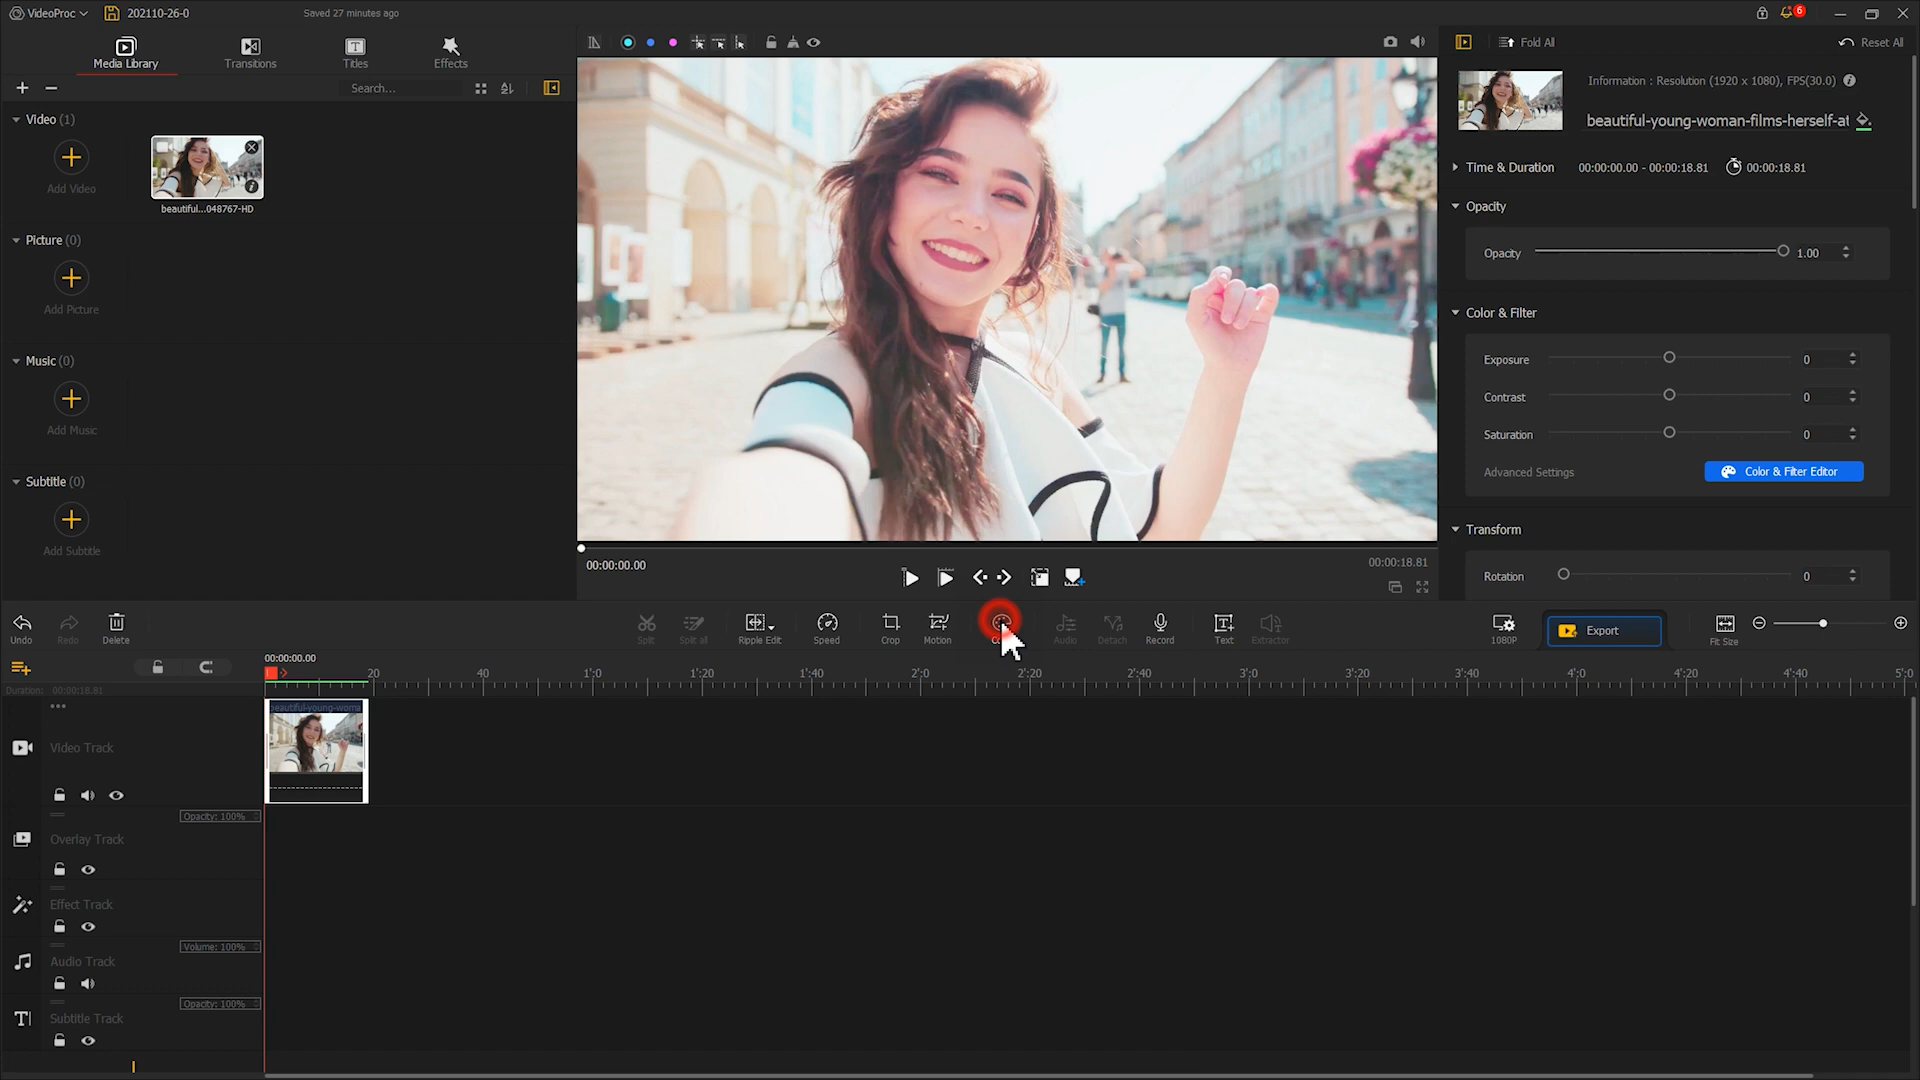 VideoProc
202110-26-0
Saved 27 minutes ago
6
Media Library
Transitions
Titles
Effects
Fold All
Reset All
Search...
Information : Resolution (1920 x 1080), FPS(30.0)
beautiful-young-woman-films-herself-at
Video (1)
Add Video
beautiful...048767-HD
Time & Duration
00:00:00.00 - 00:00:18.81
00:00:18.81
Opacity
Picture (0)
Add Picture
Opacity
1.00
Color & Filter
Exposure
0
Music (0)
Add Music
Contrast
0
Saturation
0
Advanced Settings
Color & Filter Editor
Subtitle (0)
Add Subtitle
Transform
00:00:00.00
00:00:18.81
Rotation
0
Undo
Redo
Delete
Split
Split all
Ripple Edit
Speed
Crop
Motion
Audio
Detach
Record
Text
Extractor
1080P
Export
Fit Size
00:00:00.00
20
40
1':0
1':20
1':40
2':0
2':20
2':40
3':0
3':20
3':40
4':0
4':20
4':40
5':0
Duration: 00:00:18.81
beautiful-young-woma
Video Track
Opacity: 100%
Overlay Track
Effect Track
Volume: 100%
Audio Track
Opacity: 100%
Subtitle Track